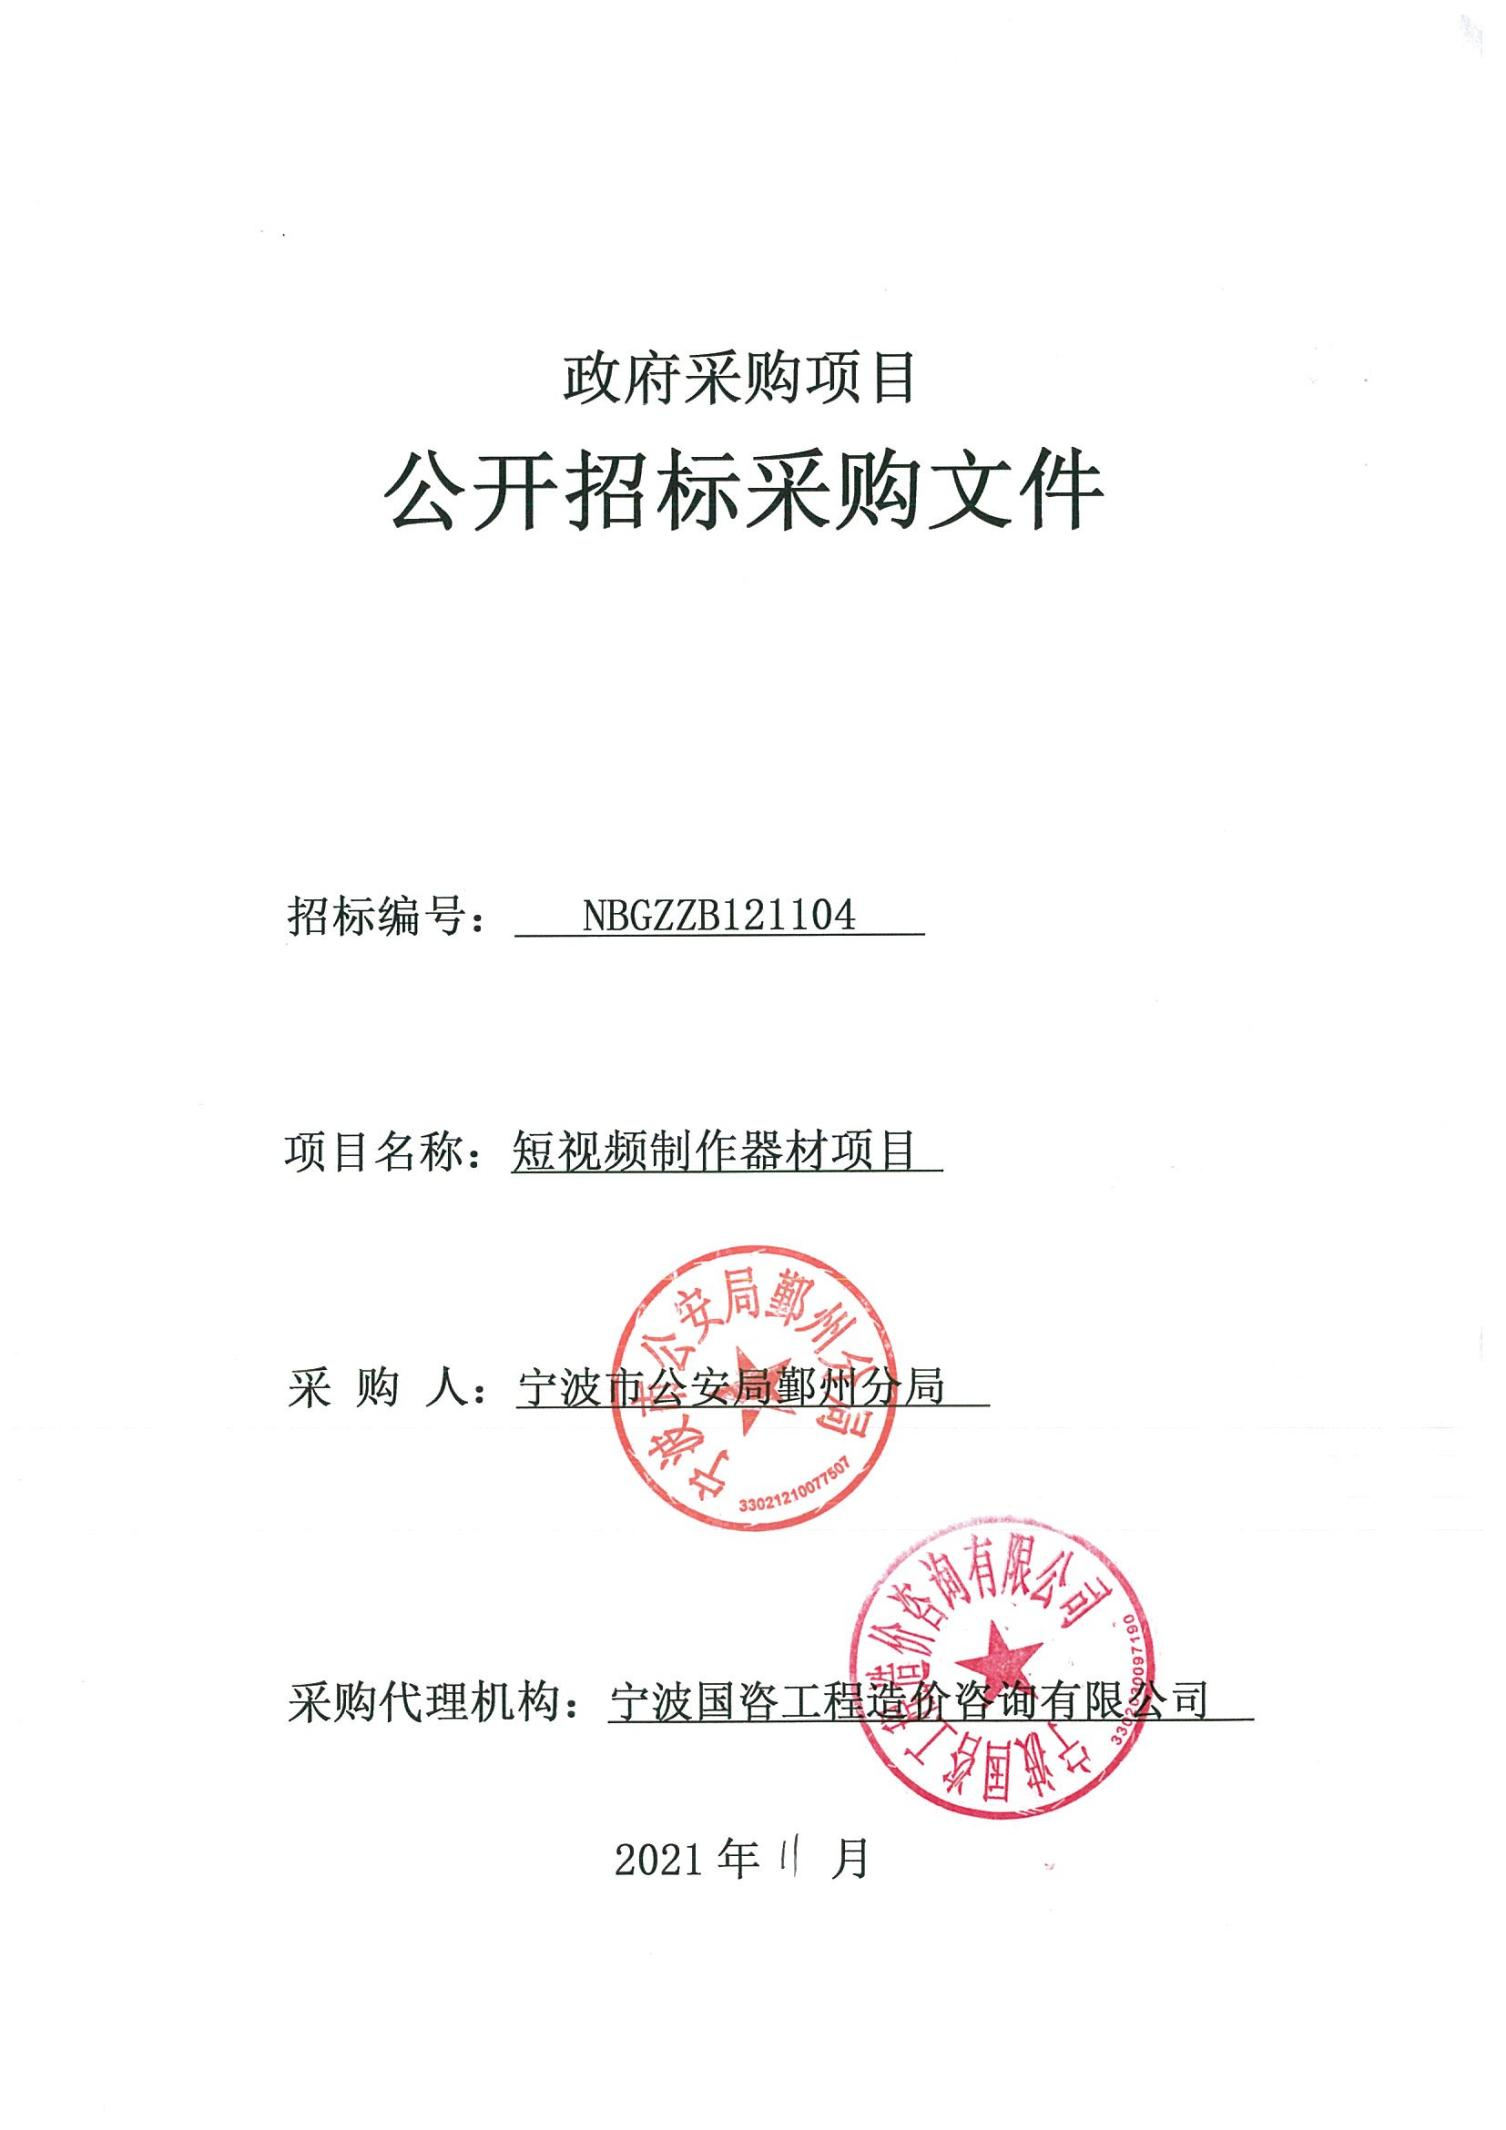 政府采购项目
公开招标采购文件
招标编号： NBGZZB121104
项目名称：短视频制作器材项目
采 购 人：宁波市公安局鄞州分局
宁波市公安局鄞州分局
33021210077507
采购代理机构：宁波国咨工程造价咨询有限公司
宁波国咨工程造价咨询有限公司
2021 年 11 月